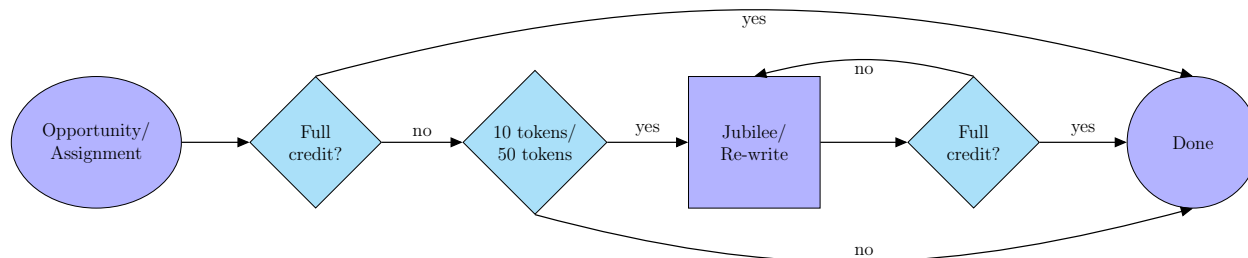 yes
Opportunity/
Assignment
Full
credit?
no
10 tokens/
50 tokens
yes
Jubilee/
Re-write
no
Full
credit?
yes
Done
no